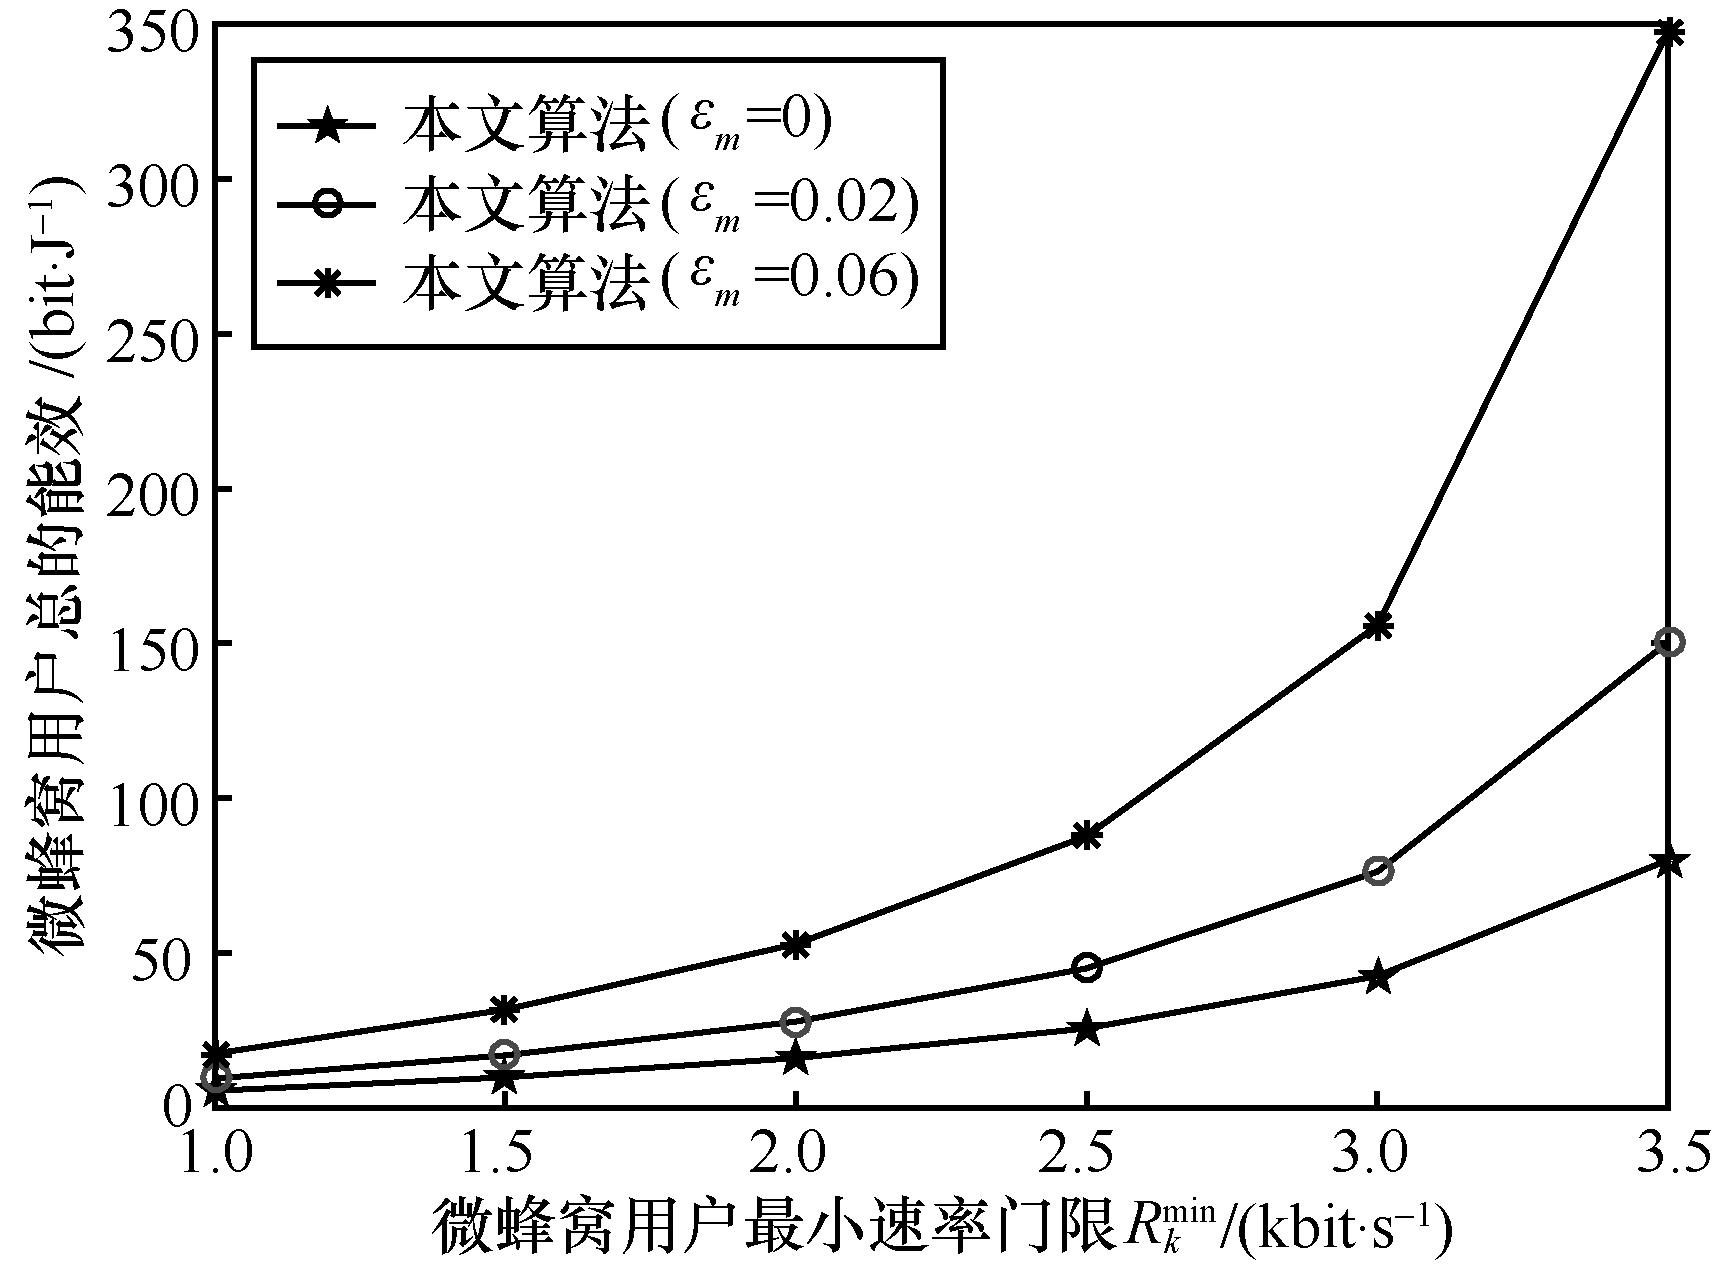 350
300
250
200
150
100
50
0
微蜂窝用户总的能效/(bit·J⁻¹)
本文算法(εₘ=0)
本文算法(εₘ=0.02)
本文算法(εₘ=0.06)
1.0 1.5 2.0 2.5 3.0 3.5
微蜂窝用户最小速率门限Rₖᵐⁱⁿ/(kbit·s⁻¹)